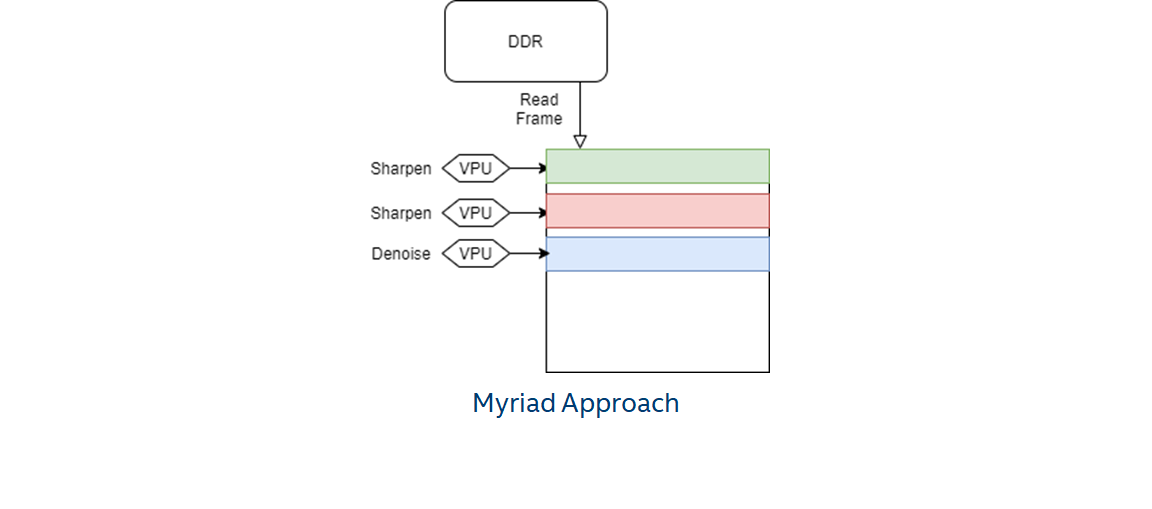 DDR
Read
Frame
Sharpen VPU
Sharpen VPU
Denoise VPU
Myriad Approach